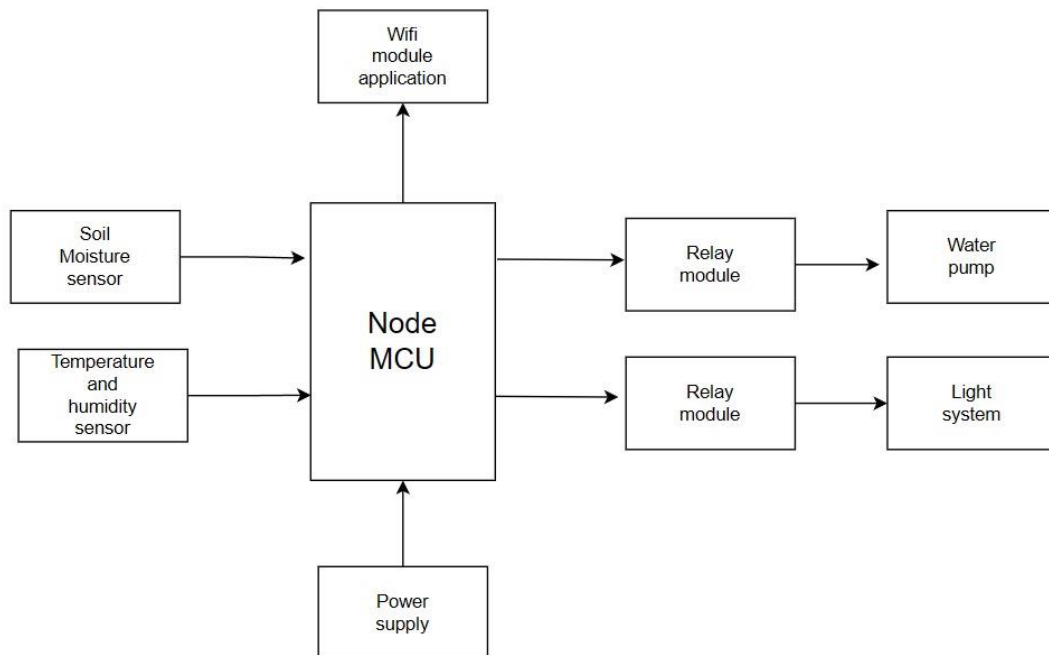 Wifi
module
application
Soil
Moisture
sensor
Temperature
and
humidity
sensor
Node
MCU
Relay
module
Water
pump
Relay
module
Light
system
Power
supply